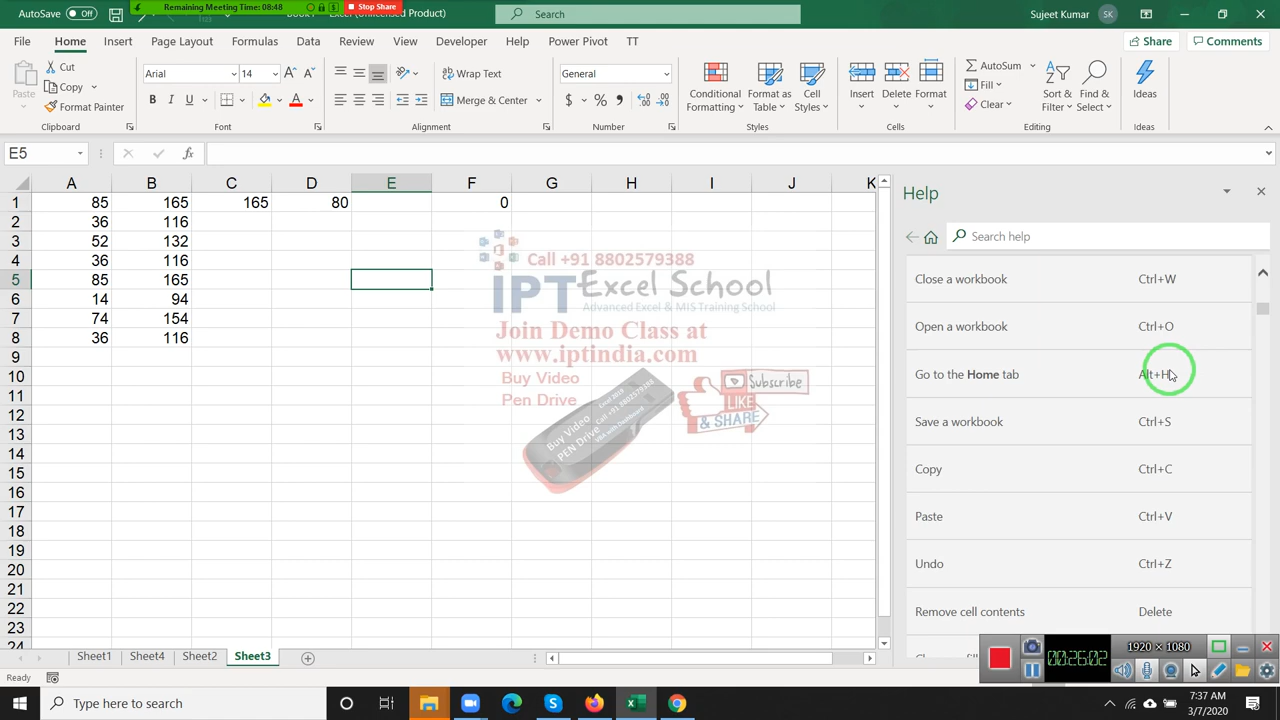 AutoSave Off
Remaining Meeting Time: 08:48
Stop Share
Book1 - Excel (Unlicensed Product)
Search
Sujeet Kumar
SK
File Home Insert Page Layout Formulas Data Review View Developer Help Power Pivot TT
Share
Comments
Paste
Cut
Copy
Format Painter
Clipboard
Arial
14
B I U
Font
Wrap Text
Merge & Center
Alignment
General
$ % ,
Number
Conditional Formatting
Format as Table
Cell Styles
Styles
Insert
Delete
Format
Cells
AutoSum
Fill
Clear
Sort & Filter
Find & Select
Editing
Ideas
Ideas
E5
fx
A B C D E F G H I J K
1 85 165 165 80 0
2 36 116
3 52 132
4 36 116
5 85 165
6 14 94
7 74 154
8 36 116
9
10
11
12
13
14
15
16
17
18
19
20
21
22
23
24
Call +91 8802579388
IPT Excel School
Advanced Excel & MIS Training School
Join Demo Class at
www.iptindia.com
Buy Video
Pen Drive
Buy Video
PEN Drive
Subscribe
LIKE
& SHARE
Help
Search help
Close a workbook Ctrl+W
Open a workbook Ctrl+O
Go to the Home tab Alt+H
Save a workbook Ctrl+S
Copy Ctrl+C
Paste Ctrl+V
Undo Ctrl+Z
Remove cell contents Delete
Sheet1 Sheet4 Sheet2 Sheet3
Ready
00:26:02
1920 × 1080
Type here to search
7:37 AM
3/7/2020